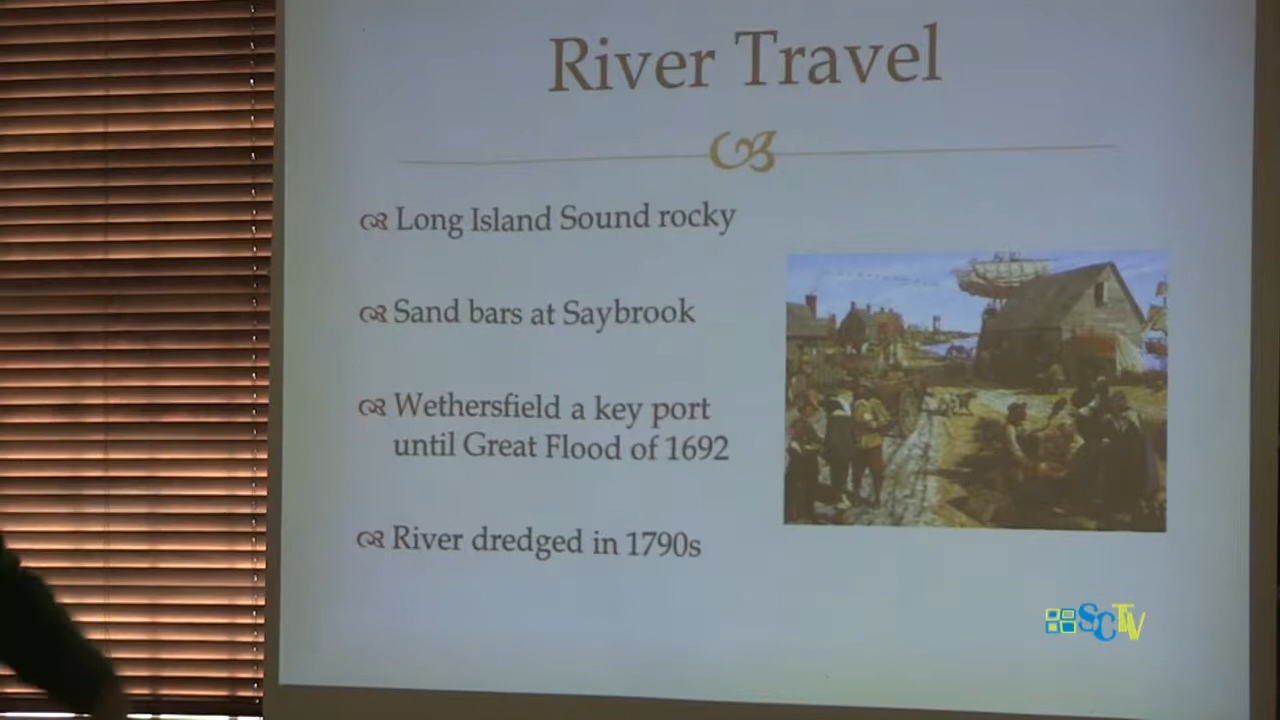 River Travel
Long Island Sound rocky
Sand bars at Saybrook
Wethersfield a key port
until Great Flood of 1692
River dredged in 1790s
SCTV